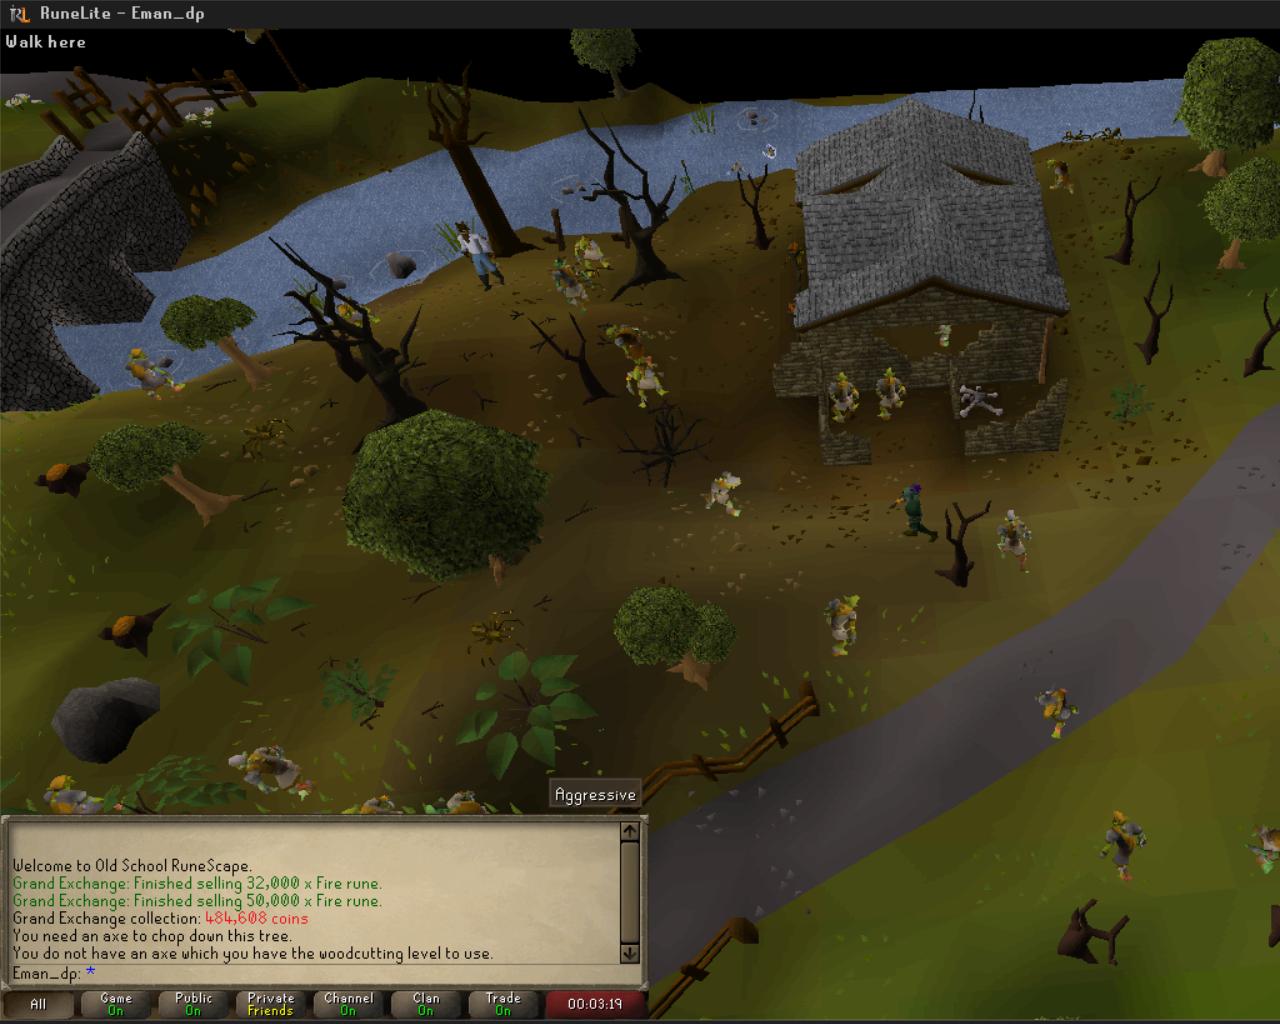 RuneLite - Eman_dp
Walk here
Aggressive
Welcome to Old School RuneScape.
Grand Exchange: Finished selling 32,000 x Fire rune.
Grand Exchange: Finished selling 50,000 x Fire rune.
Grand Exchange collection: 484,608 coins
You need an axe to chop down this tree.
You do not have an axe which you have the woodcutting level to use.
Eman_dp: *
All
Game
On
Public
On
Private
Friends
Channel
On
Clan
On
Trade
On
00:03:19